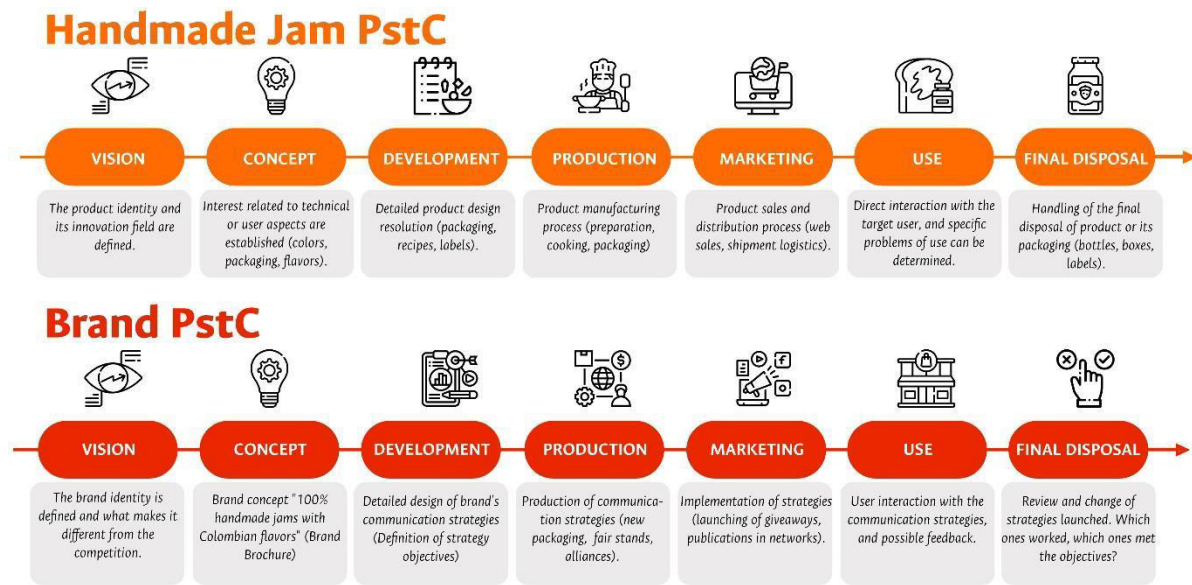 Handmade Jam PstC
VISION
CONCEPT
DEVELOPMENT
PRODUCTION
MARKETING
USE
FINAL DISPOSAL
The product identity and
its innovation field are
defined.
Interest related to technical
or user aspects are
established (colors,
packaging, flavors).
Detailed product design
resolution (packaging,
recipes, labels).
Product manufacturing
process (preparation,
cooking, packaging)
Product sales and
distribution process (web
sales, shipment logistics).
Direct interaction with the
target user, and specific
problems of use can be
determined.
Handling of the final
disposal of product or its
packaging (bottles, boxes,
labels).
Brand PstC
VISION
CONCEPT
DEVELOPMENT
PRODUCTION
MARKETING
USE
FINAL DISPOSAL
The brand identity is
defined and what makes it
different from the
competition.
Brand concept "100%
handmade jams with
Colombian flavors" (Brand
Brochure)
Detailed design of brand's
communication strategies
(Definition of strategy
objectives)
Production of communica-
tion strategies (new
packaging, fair stands,
alliances).
Implementation of strategies
(launching of giveaways,
publications in networks).
User interaction with the
communication strategies,
and possible feedback.
Review and change of
strategies launched. Which
ones worked, which ones met
the objectives?